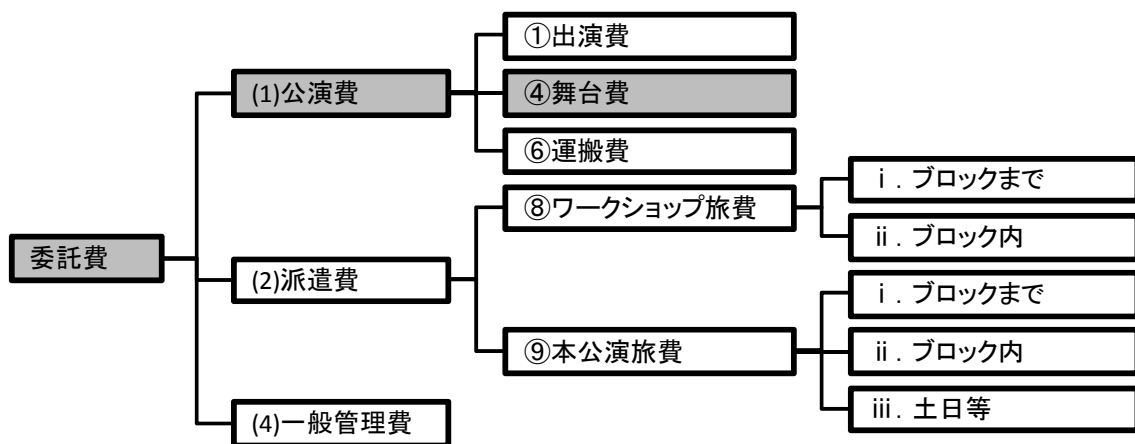 委託費
(1)公演費
①出演費
④舞台費
⑥運搬費
(2)派遣費
⑧ワークショップ旅費
ⅰ. ブロックまで
ⅱ. ブロック内
⑨本公演旅費
ⅰ. ブロックまで
ⅱ. ブロック内
ⅲ. 土日等
(4)一般管理費